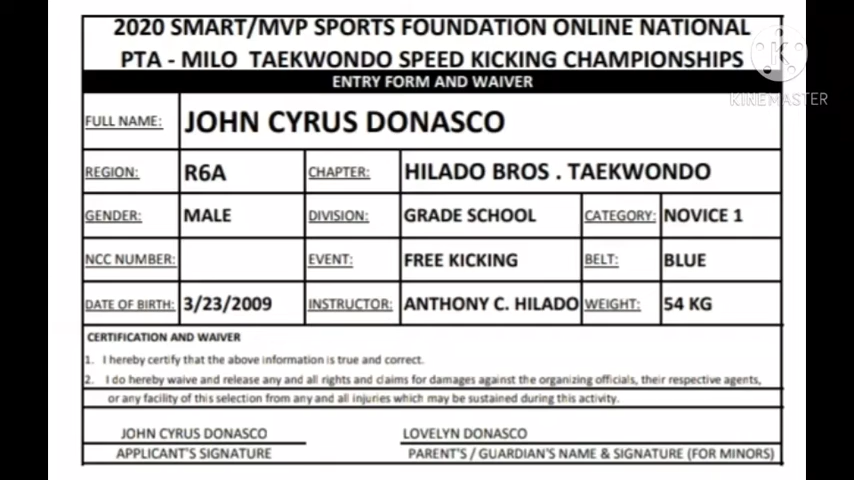 2020 SMART/MVP SPORTS FOUNDATION ONLINE NATIONAL
PTA - MILO TAEKWONDO SPEED KICKING CHAMPIONSHIPS
KINEMASTER
ENTRY FORM AND WAIVER
FULL NAME: JOHN CYRUS DONASCO
REGION: R6A CHAPTER: HILADO BROS . TAEKWONDO
GENDER: MALE DIVISION: GRADE SCHOOL CATEGORY: NOVICE 1
NCC NUMBER: EVENT: FREE KICKING BELT: BLUE
DATE OF BIRTH: 3/23/2009 INSTRUCTOR: ANTHONY C. HILADO WEIGHT: 54 KG
CERTIFICATION AND WAIVER
1. I hereby certify that the above information is true and correct.
2. I do hereby waive and release any and all rights and claims for damages against the organizing officials, their respective agents,
or any facility of this selection from any and all injuries which may be sustained during this activity.
JOHN CYRUS DONASCO LOVELYN DONASCO
APPLICANT'S SIGNATURE PARENT'S / GUARDIAN'S NAME & SIGNATURE (FOR MINORS)